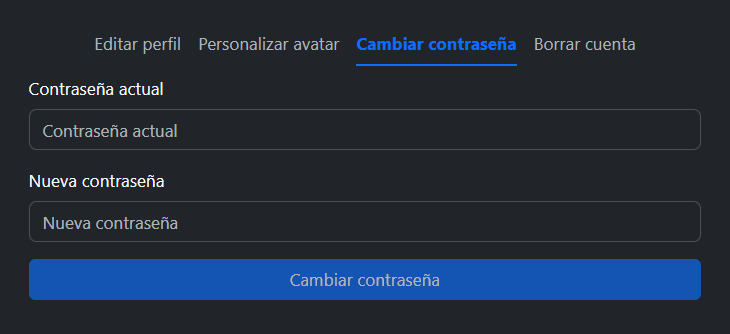 Editar perfil Personalizar avatar Cambiar contraseña Borrar cuenta
Contraseña actual
Contraseña actual
Nueva contraseña
Nueva contraseña
Cambiar contraseña